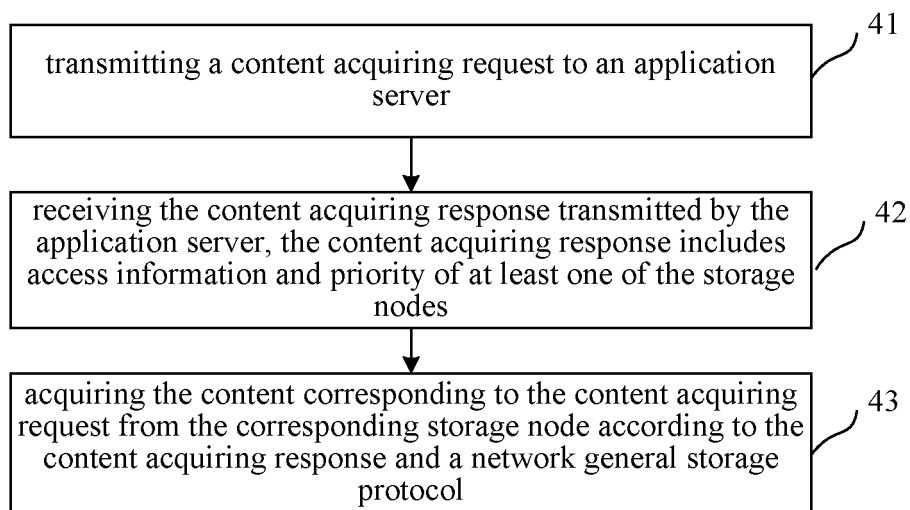 41
transmitting a content acquiring request to an application
server
42
receiving the content acquiring response transmitted by the
application server, the content acquiring response includes
access information and priority of at least one of the storage
nodes
43
acquiring the content corresponding to the content acquiring
request from the corresponding storage node according to the
content acquiring response and a network general storage
protocol